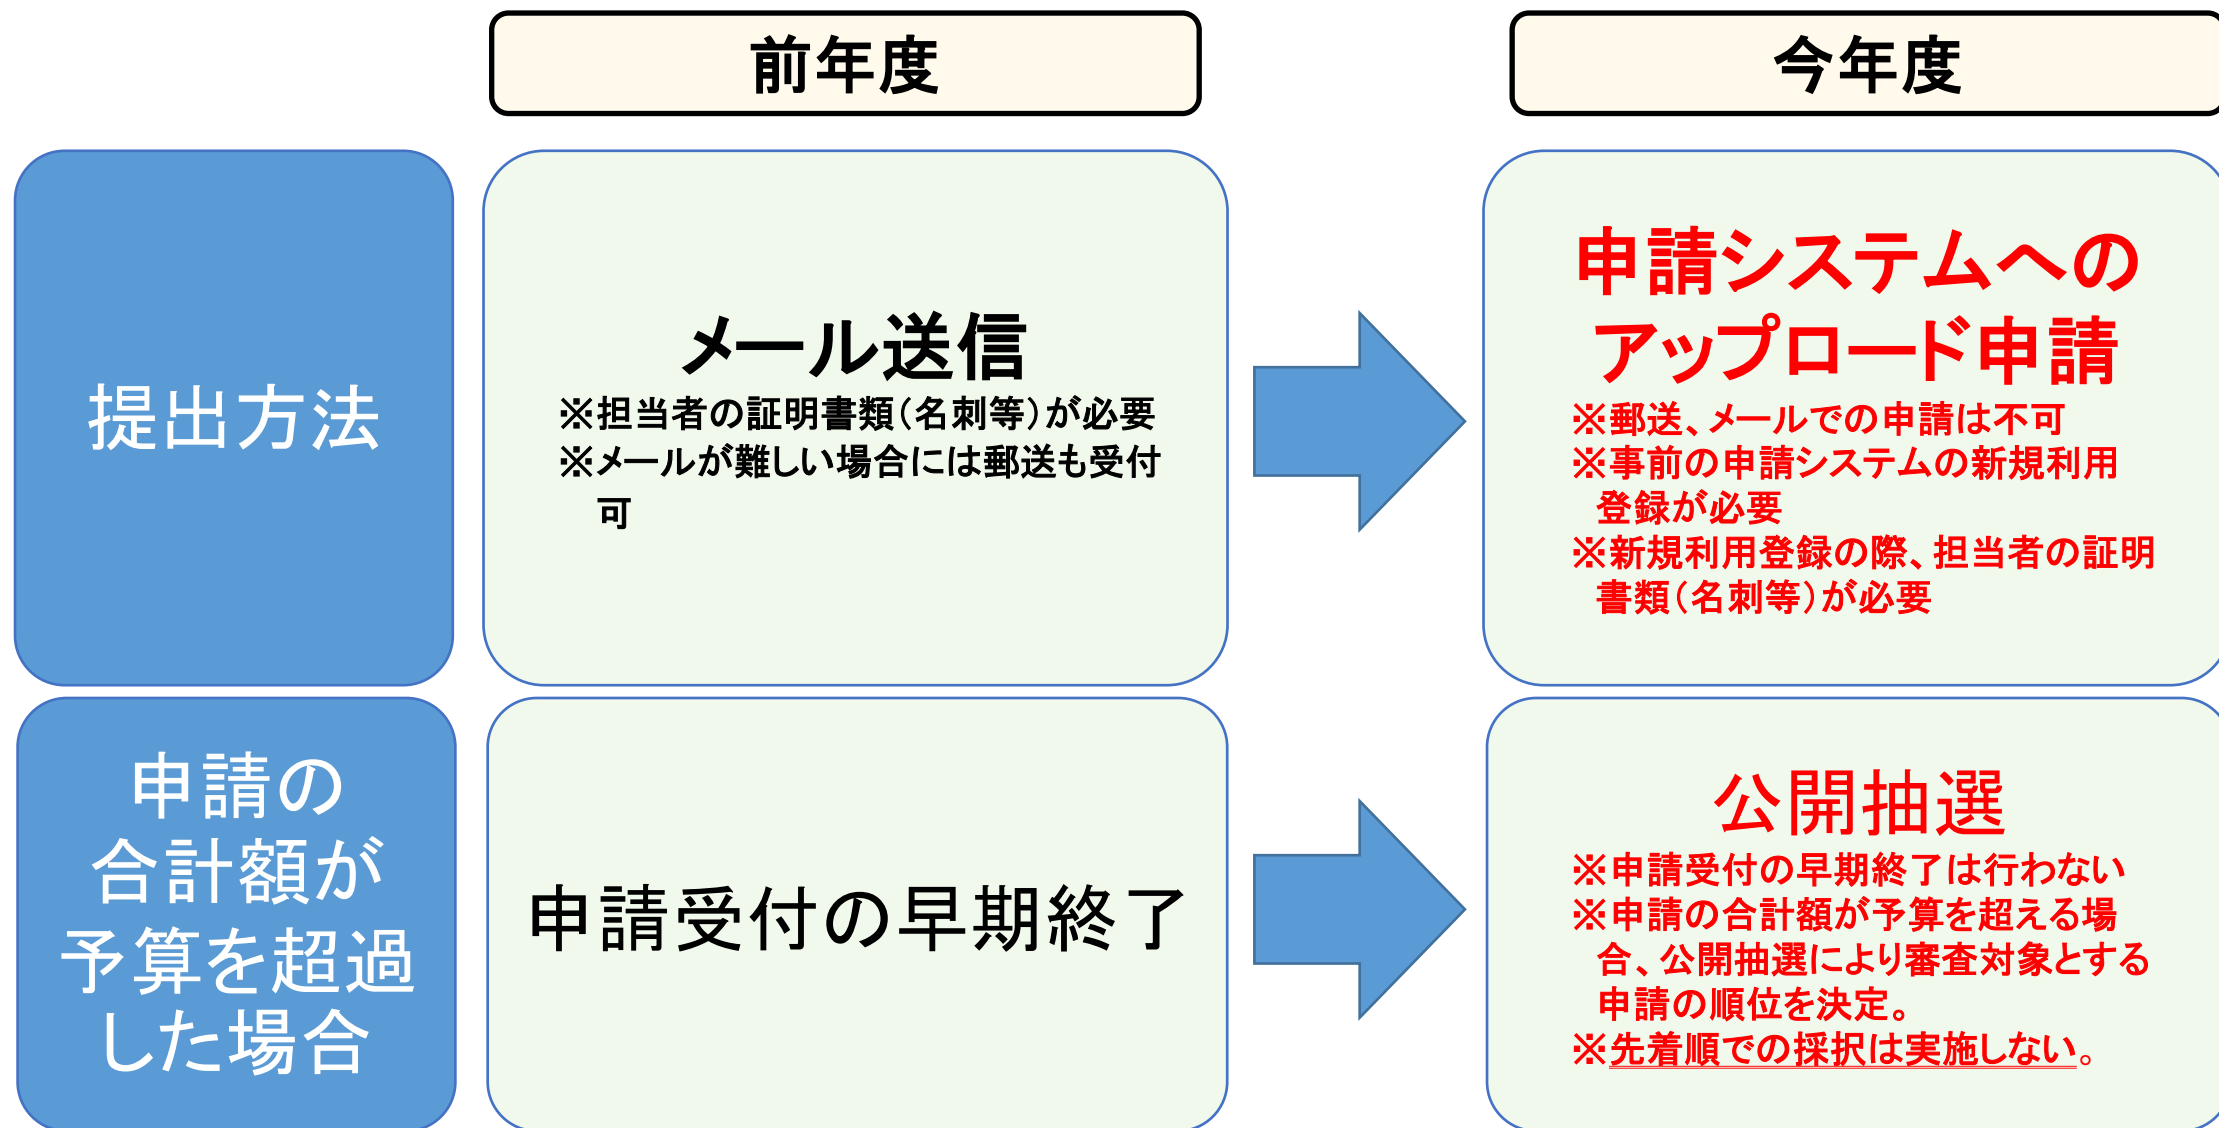 前年度
今年度
提出方法
メール送信
※担当者の証明書類(名刺等)が必要
※メールが難しい場合には郵送も受付
可
申請システムへの
アップロード申請
※郵送、メールでの申請は不可
※事前の申請システムの新規利用
登録が必要
※新規利用登録の際、担当者の証明
書類(名刺等)が必要
申請の
合計額が
予算を超過
した場合
申請受付の早期終了
公開抽選
※申請受付の早期終了は行わない
※申請の合計額が予算を超える場
合、公開抽選により審査対象とする
申請の順位を決定。
※先着順での採択は実施しない。